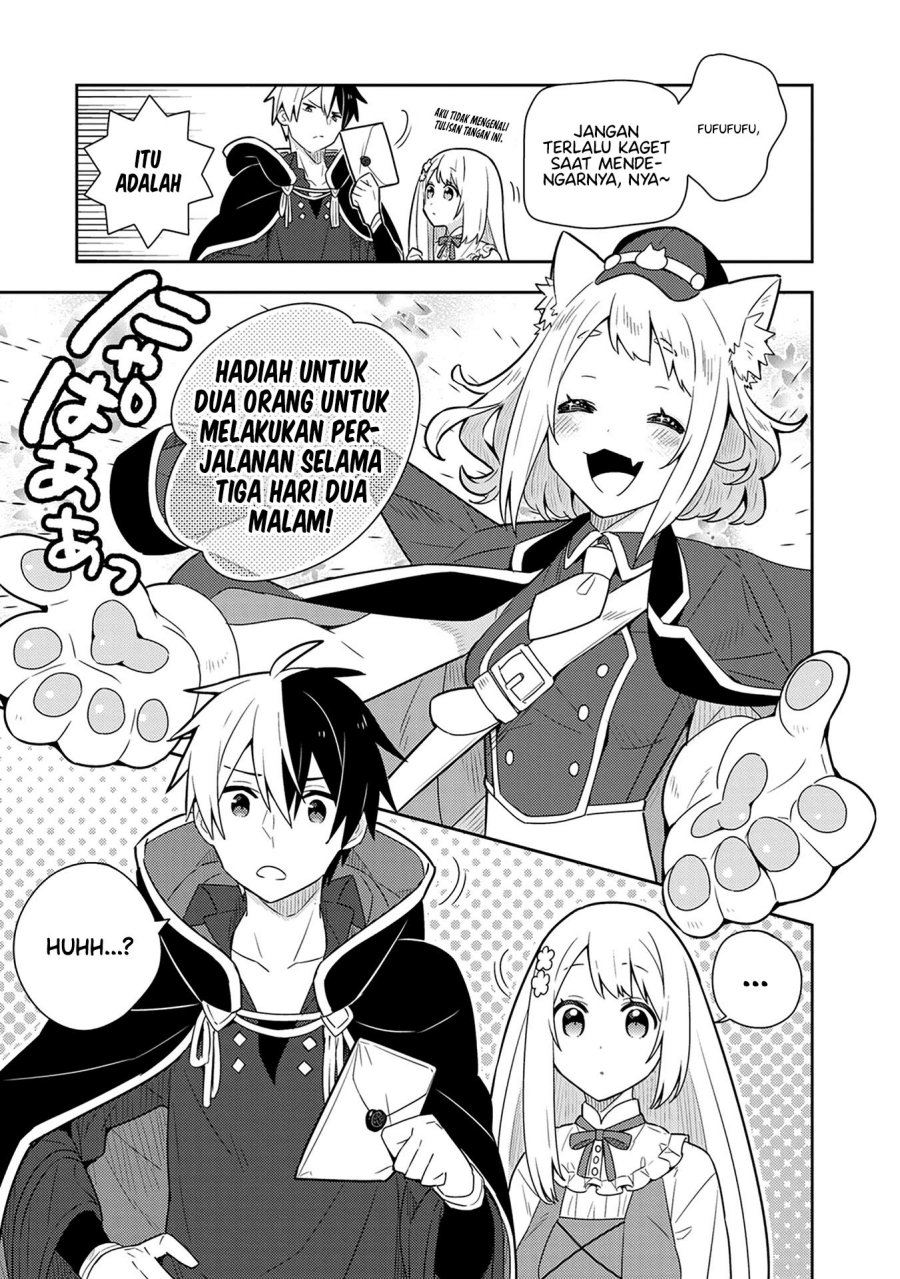 FUFUFUFU,
JANGAN
TERLALU KAGET
SAAT MENDE-
NGARNYA, NYA~
AKU TIDAK MENGENALI
TULISAN TANGAN INI.
ITU
ADALAH
HADIAH UNTUK
DUA ORANG UNTUK
MELAKUKAN PER-
JALANAN SELAMA
TIGA HARI DUA
MALAM!
にゃ。
はあぁっ
...
HUHH...?